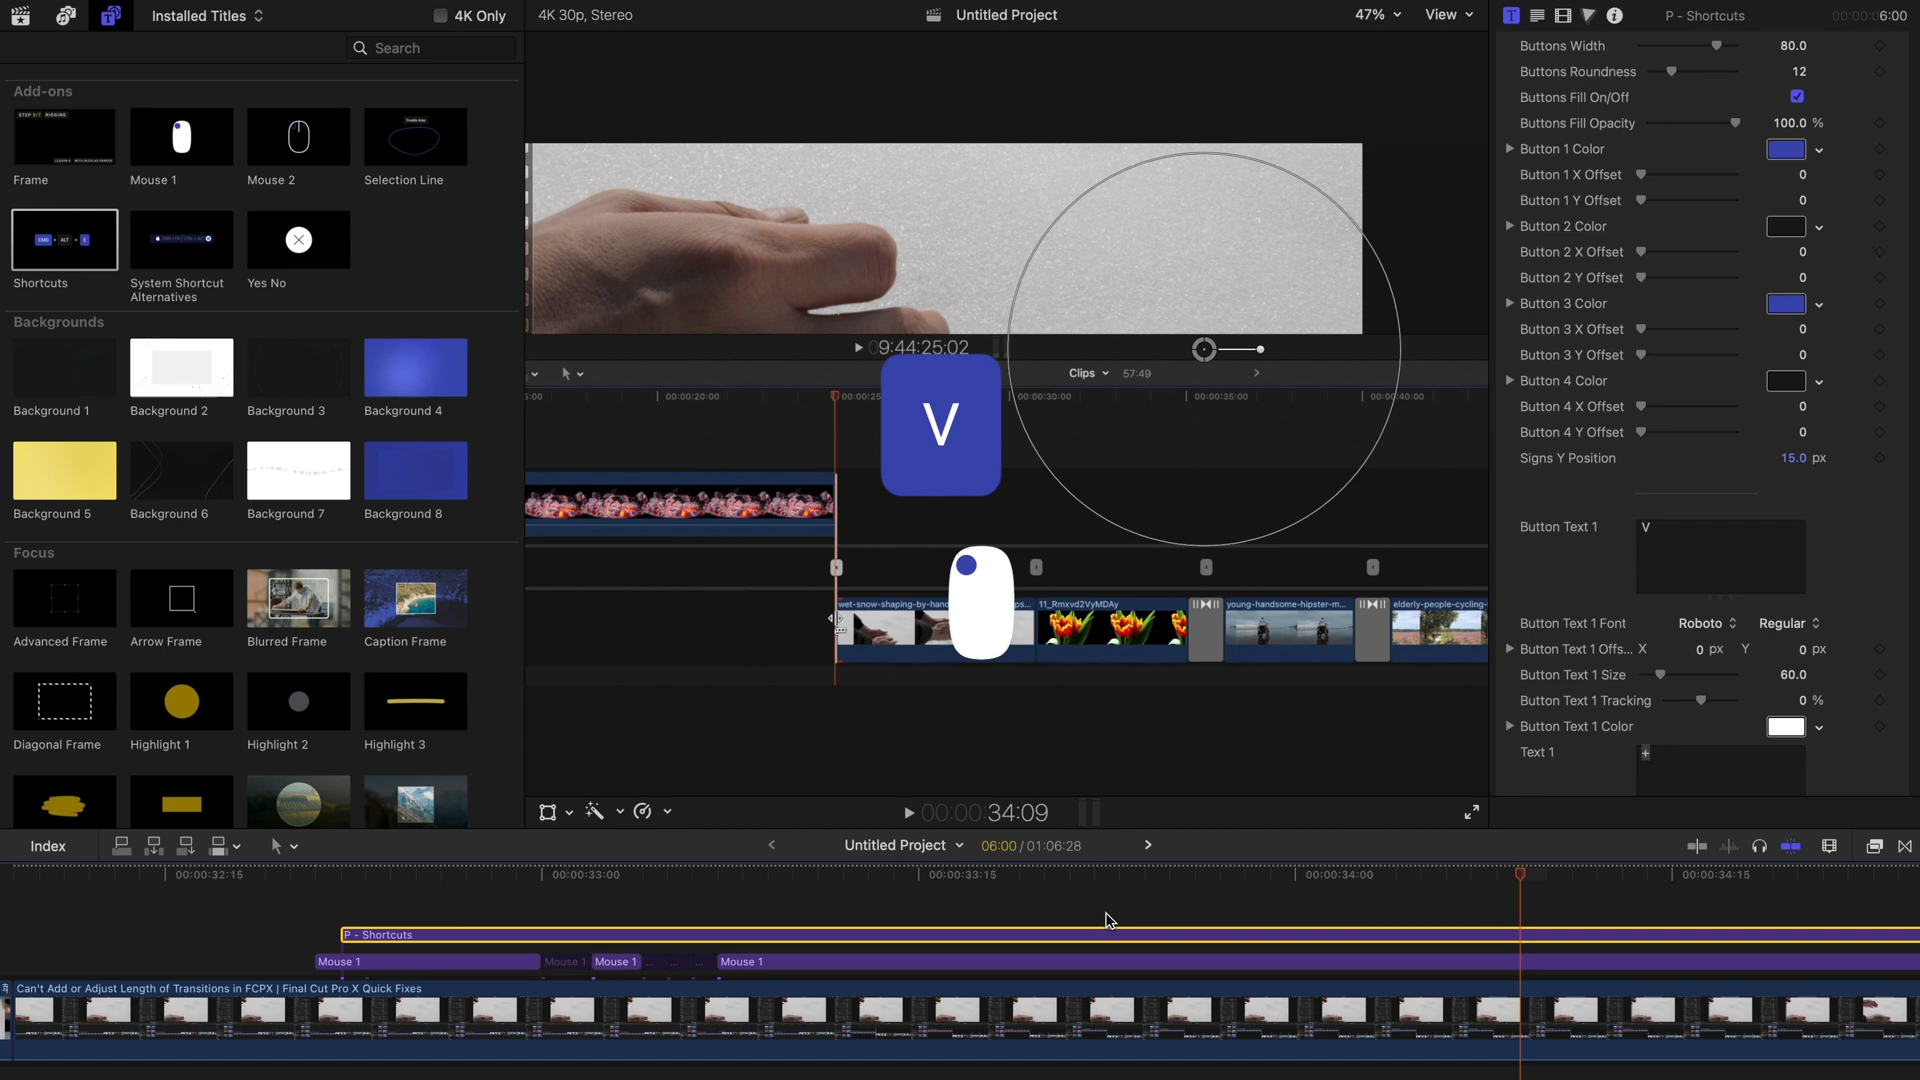 Installed Titles
4K Only
4K 30p, Stereo
Untitled Project
47%
View
P - Shortcuts
00:00:06:00
Search
Add-ons
STEP 3/7 RIGGING
Frame
Mouse 1
Mouse 2
Selection Line
CMD + ALT + E
Shortcuts
System Shortcut
Alternatives
Yes No
Backgrounds
Background 1
Background 2
Background 3
Background 4
Background 5
Background 6
Background 7
Background 8
Focus
Advanced Frame
Arrow Frame
Blurred Frame
Caption Frame
Diagonal Frame
Highlight 1
Highlight 2
Highlight 3
09:44:25:02
Clips
57:49
00:00:20:00
00:00:25
00:00:30:00
00:00:35:00
00:00:40:00
V
wet-snow-shaping-by-hand
ps...
11_Rmxvd2VyMDAy
young-handsome-hipster-m...
elderly-people-cycling-
00:00:34:09
Buttons Width 80.0
Buttons Roundness 12
Buttons Fill On/Off
Buttons Fill Opacity 100.0 %
Button 1 Color
Button 1 X Offset 0
Button 1 Y Offset 0
Button 2 Color
Button 2 X Offset 0
Button 2 Y Offset 0
Button 3 Color
Button 3 X Offset 0
Button 3 Y Offset 0
Button 4 Color
Button 4 X Offset 0
Button 4 Y Offset 0
Signs Y Position 15.0 px
Button Text 1 V
Button Text 1 Font Roboto Regular
Button Text 1 Offs... X 0 px Y 0 px
Button Text 1 Size 60.0
Button Text 1 Tracking 0 %
Button Text 1 Color
Text 1 +
Index
Untitled Project
06:00 / 01:06:28
00:00:32:15
00:00:33:00
00:00:33:15
00:00:34:00
00:00:34:15
P - Shortcuts
Mouse 1
Mouse 1
Mouse 1
...
...
...
Mouse 1
Can't Add or Adjust Length of Transitions in FCPX | Final Cut Pro X Quick Fixes